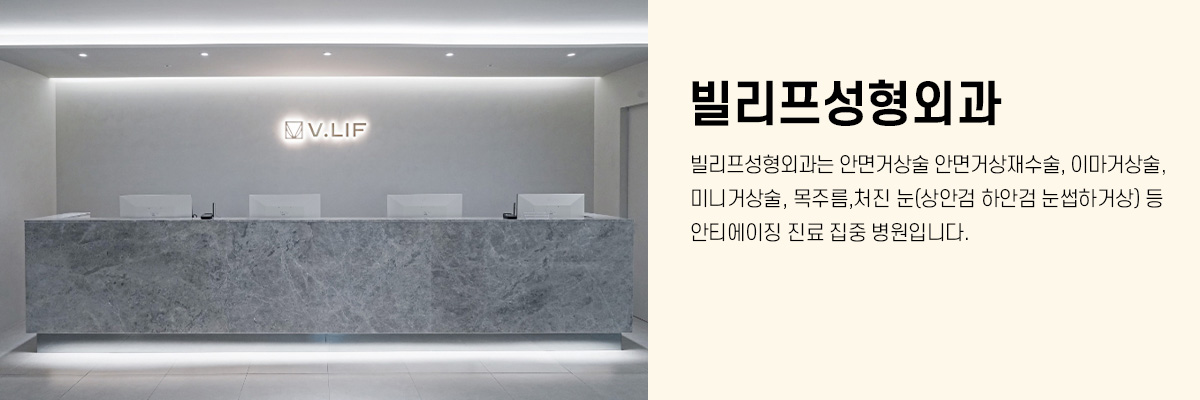 V.LIF
빌리프성형외과
빌리프성형외과는 안면거상술 안면거상재수술, 이마거상술,
미니거상술, 목주름,처진 눈(상안검 하안검 눈썹하거상) 등
안티에이징 진료 집중 병원입니다.